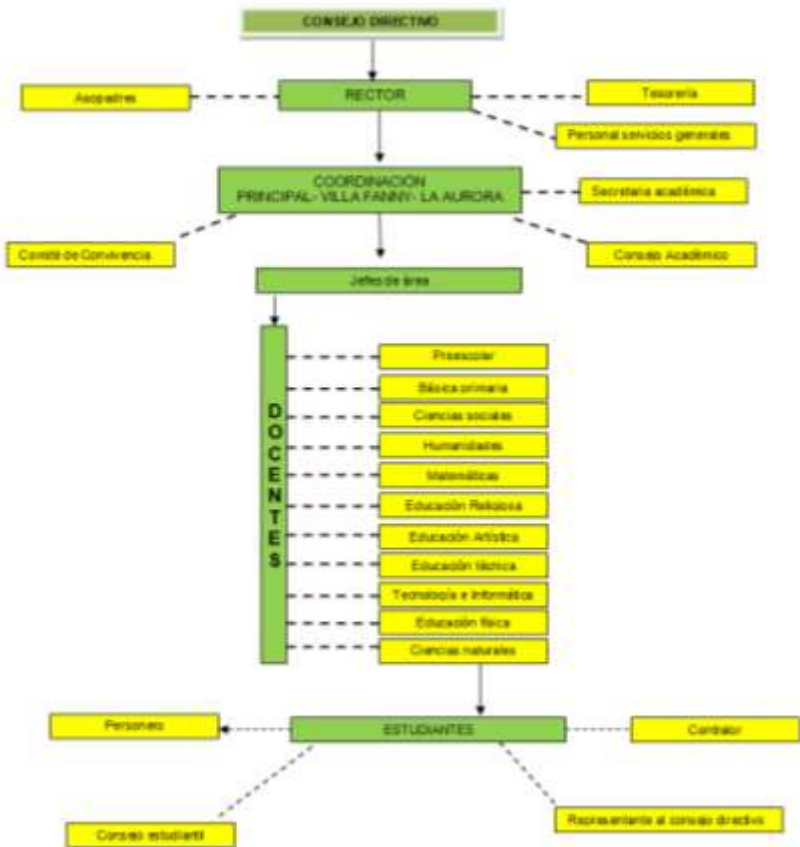 CONSEJO DIRECTIVO
Asopadres
RECTOR
Tesorería
Personal servicios generales
COORDINACION
PRINCIPAL- VILLA FANNY- LA AURORA
Secretaria académica
Comité de Convivencia
Consejo Académico
Jefes de área
DOCENTES
Preescolar
Básica primaria
Ciencias sociales
Humanidades
Matemáticas
Educación Religiosa
Educación Artística
Educación técnica
Tecnología e Informática
Educación física
Ciencias naturales
Personero
ESTUDIANTES
Contralor
Consejo estudiantil
Representante al consejo directivo